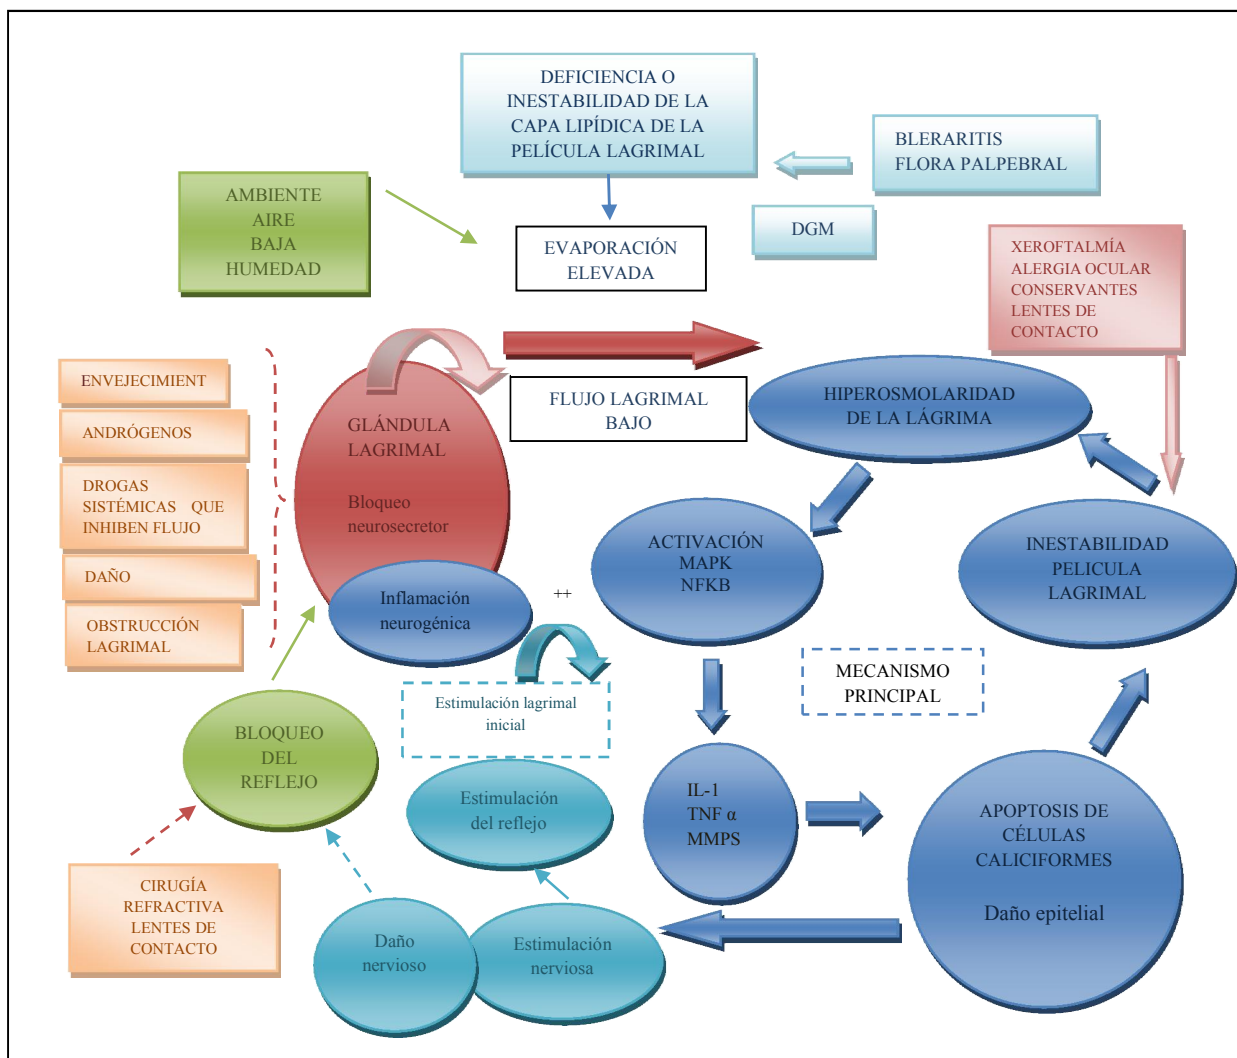 DEFICIENCIA O
INESTABILIDAD DE LA
CAPA LIPÍDICA DE LA
PELÍCULA LAGRIMAL
BLERARITIS
FLORA PALPEBRAL
AMBIENTE
AIRE
BAJA
HUMEDAD
DGM
EVAPORACIÓN
ELEVADA
XEROFTALMÍA
ALERGIA OCULAR
CONSERVANTES
LENTES DE
CONTACTO
ENVEJECIMIENT
ANDRÓGENOS
DROGAS
SISTÉMICAS QUE
INHIBEN FLUJO
DAÑO
OBSTRUCCIÓN
LAGRIMAL
GLÁNDULA
LAGRIMAL
Bloqueo
neurosecretor
FLUJO LAGRIMAL
BAJO
HIPEROSMOLARIDAD
DE LA LÁGRIMA
ACTIVACIÓN
MAPK
NFKB
INESTABILIDAD
PELICULA
LAGRIMAL
Inflamación
neurogénica
++
Estimulación lagrimal
inicial
MECANISMO
PRINCIPAL
BLOQUEO
DEL
REFLEJO
Estimulación
del reflejo
IL-1
TNF α
MMPS
APOPTOSIS DE
CÉLULAS
CALICIFORMES
Daño epitelial
CIRUGÍA
REFRACTIVA
LENTES DE
CONTACTO
Daño
nervioso
Estimulación
nerviosa